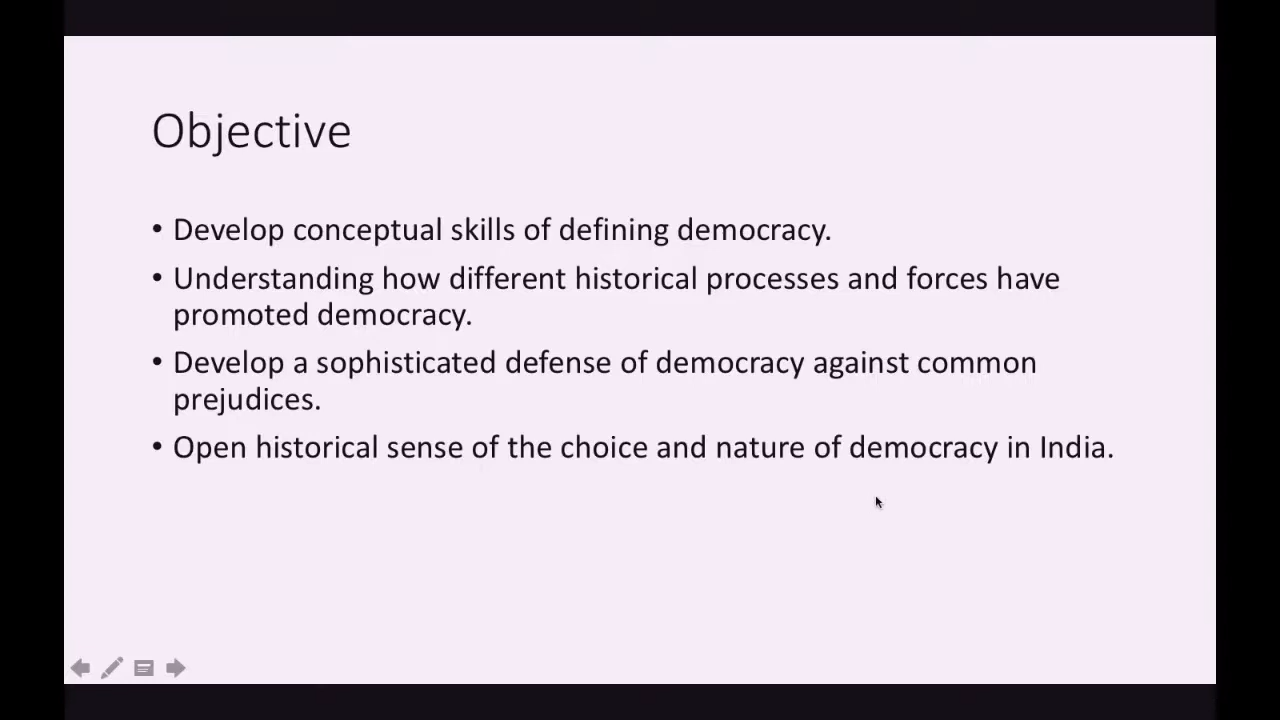 Objective
• Develop conceptual skills of defining democracy.
• Understanding how different historical processes and forces have
promoted democracy.
• Develop a sophisticated defense of democracy against common
prejudices.
• Open historical sense of the choice and nature of democracy in India.